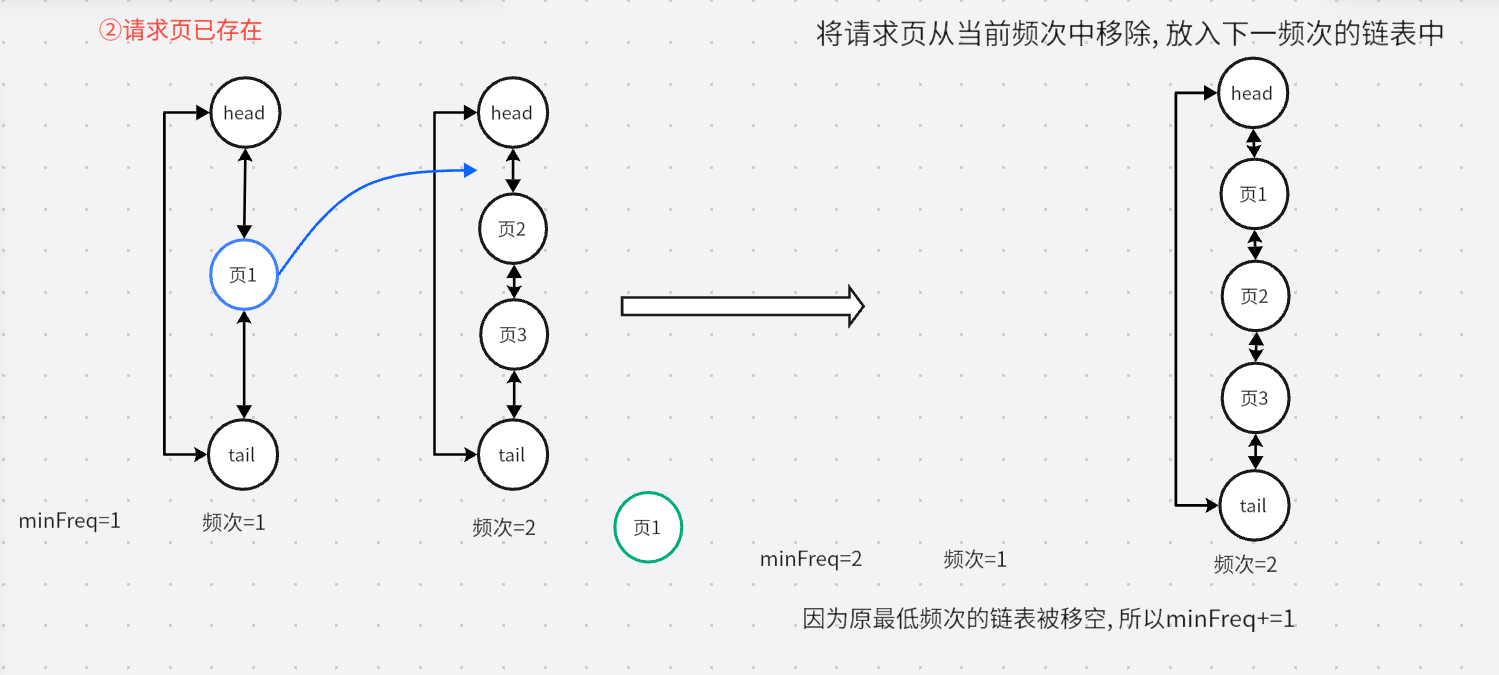 ②请求页已存在
将请求页从当前频次中移除, 放入下一频次的链表中
head
页1
tail
minFreq=1
频次=1
head
页2
页3
tail
频次=2
页1
head
页1
页2
页3
tail
minFreq=2
频次=1
频次=2
因为原最低频次的链表被移空, 所以minFreq+=1